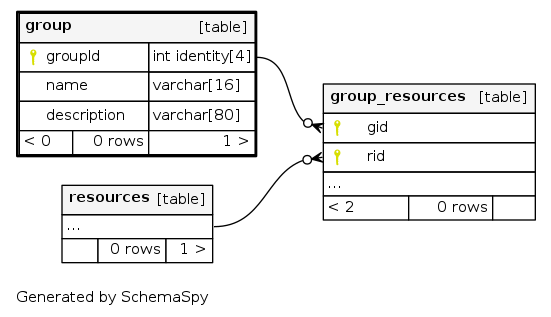 group [table]
groupId int identity[4]
name varchar[16]
description varchar[80]
< 0 0 rows 1 >
group_resources [table]
gid
rid
...
< 2 0 rows
resources [table]
...
0 rows 1 >
Generated by SchemaSpy